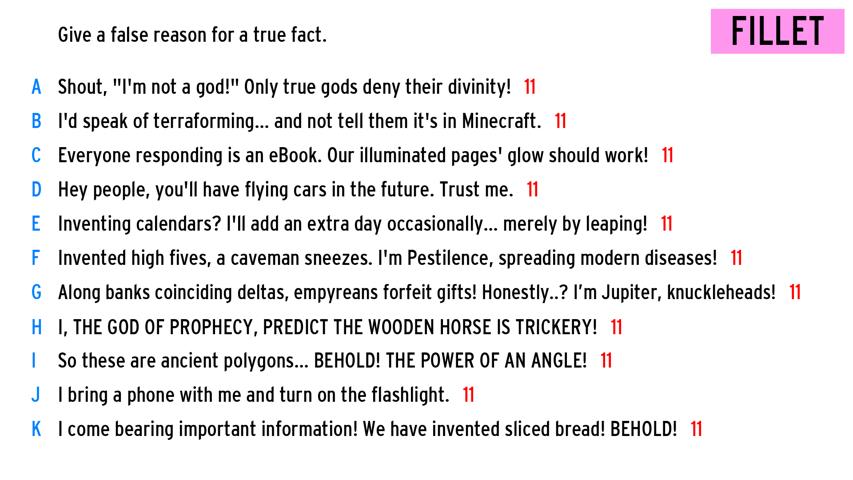 Give a false reason for a true fact.
FILLET
A Shout, "I'm not a god!" Only true gods deny their divinity! 11
B I'd speak of terraforming... and not tell them it's in Minecraft. 11
C Everyone responding is an eBook. Our illuminated pages' glow should work! 11
D Hey people, you'll have flying cars in the future. Trust me. 11
E Inventing calendars? I'll add an extra day occasionally... merely by leaping! 11
F Invented high fives, a caveman sneezes. I'm Pestilence, spreading modern diseases! 11
G Along banks coinciding deltas, empyreans forfeit gifts! Honestly..? I’m Jupiter, knuckleheads! 11
H I, THE GOD OF PROPHECY, PREDICT THE WOODEN HORSE IS TRICKERY! 11
I So these are ancient polygons... BEHOLD! THE POWER OF AN ANGLE! 11
J I bring a phone with me and turn on the flashlight. 11
K I come bearing important information! We have invented sliced bread! BEHOLD! 11